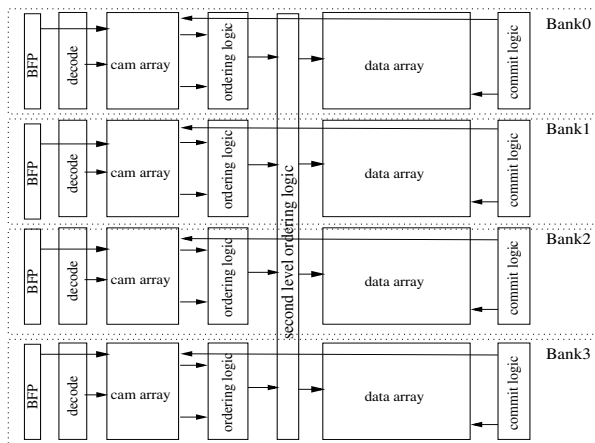 Bank0
BFP
decode
cam array
ordering logic
data array
commit logic
Bank1
BFP
decode
cam array
ordering logic
second level ordering logic
data array
commit logic
Bank2
BFP
decode
cam array
ordering logic
data array
commit logic
Bank3
BFP
decode
cam array
ordering logic
data array
commit logic